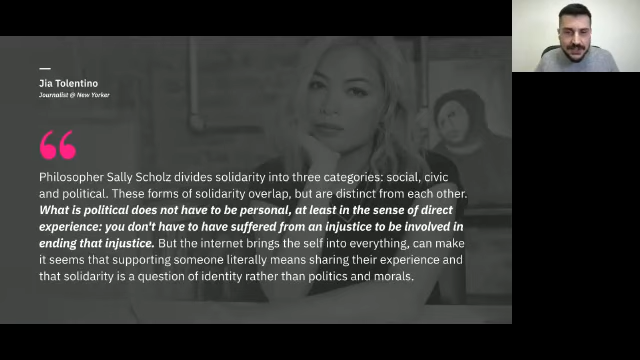 Jia Tolentino
Journalist @ New Yorker
Philosopher Sally Scholz divides solidarity into three categories: social, civic
and political. These forms of solidarity overlap, but are distinct from each other.
What is political does not have to be personal, at least in the sense of direct
experience: you don't have to have suffered from an injustice to be involved in
ending that injustice. But the internet brings the self into everything, can make
it seems that supporting someone literally means sharing their experience and
that solidarity is a question of identity rather than politics and morals.